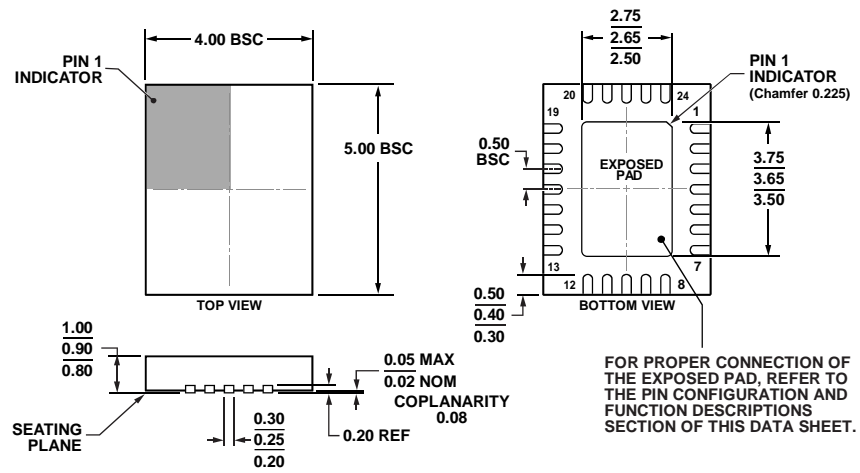 4.00 BSC
PIN 1
INDICATOR
5.00 BSC
TOP VIEW
2.75
2.65
2.50
PIN 1
INDICATOR
(Chamfer 0.225)
20
24
19
1
0.50
BSC
EXPOSED
PAD
3.75
3.65
3.50
13
7
12
8
0.50
0.40
0.30
BOTTOM VIEW
1.00
0.90
0.80
0.05 MAX
0.02 NOM
COPLANARITY
0.08
SEATING
PLANE
0.30
0.25
0.20
0.20 REF
FOR PROPER CONNECTION OF
THE EXPOSED PAD, REFER TO
THE PIN CONFIGURATION AND
FUNCTION DESCRIPTIONS
SECTION OF THIS DATA SHEET.